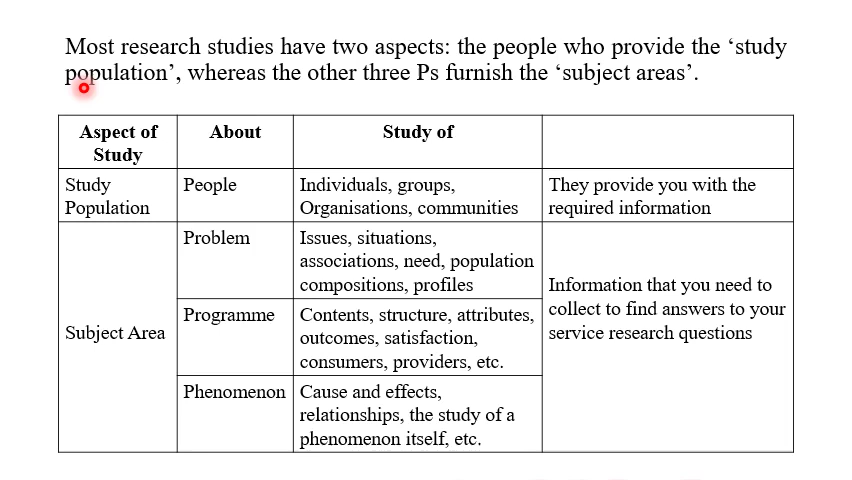 Most research studies have two aspects: the people who provide the ‘study
population’, whereas the other three Ps furnish the ‘subject areas’.
Aspect of
Study
About
Study of
Study
Population
People
Individuals, groups,
Organisations, communities
They provide you with the
required information
Subject Area
Problem
Issues, situations,
associations, need, population
compositions, profiles
Programme
Contents, structure, attributes,
outcomes, satisfaction,
consumers, providers, etc.
Phenomenon
Cause and effects,
relationships, the study of a
phenomenon itself, etc.
Information that you need to
collect to find answers to your
service research questions